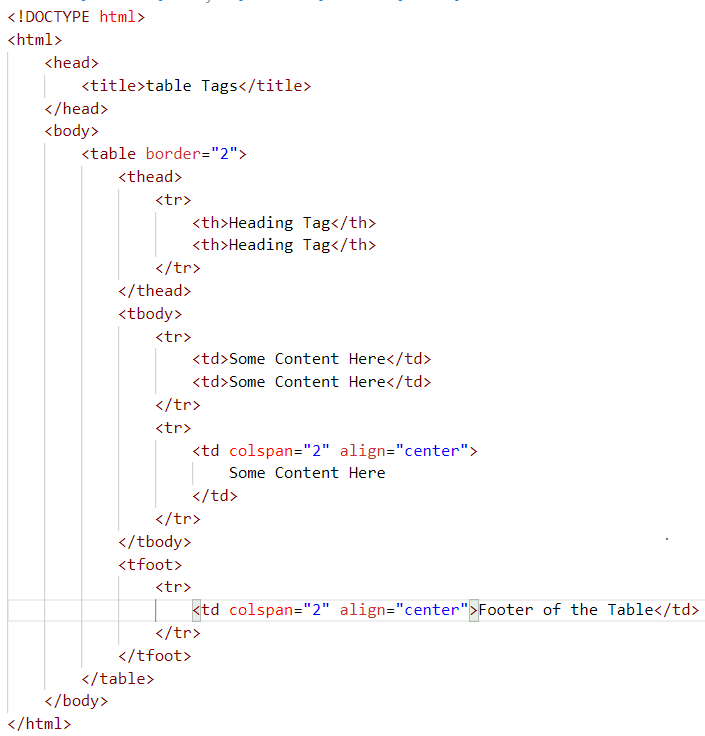 <!DOCTYPE html>
<html>
    <head>
        <title>table Tags</title>
    </head>
    <body>
        <table border="2">
            <thead>
                <tr>
                    <th>Heading Tag</th>
                    <th>Heading Tag</th>
                </tr>
            </thead>
            <tbody>
                <tr>
                    <td>Some Content Here</td>
                    <td>Some Content Here</td>
                </tr>
                <tr>
                    <td colspan="2" align="center">
                        Some Content Here
                    </td>
                </tr>
            </tbody>
            <tfoot>
                <tr>
                    <td colspan="2" align="center">Footer of the Table</td>
                </tr>
            </tfoot>
        </table>
    </body>
</html>